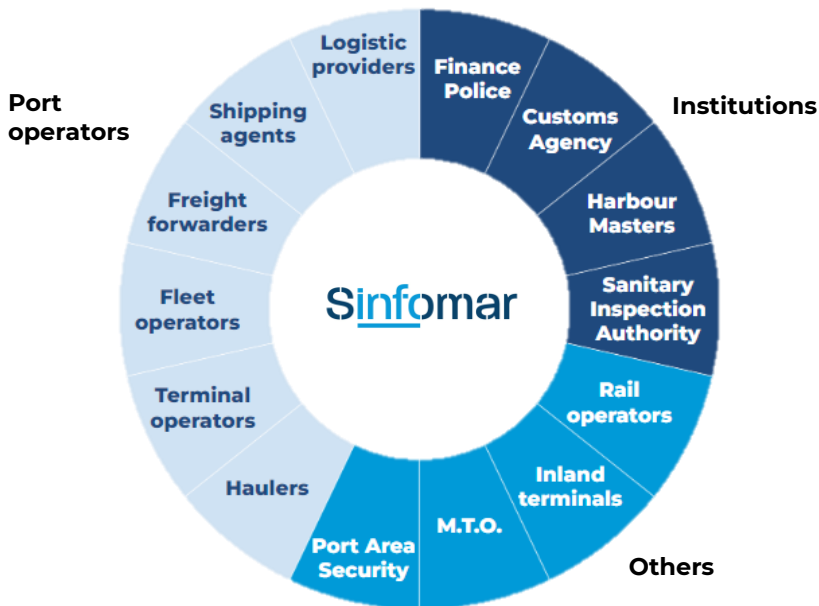 Logistic
providers
Finance
Police
Port
operators
Institutions
Shipping
agents
Customs
Agency
Freight
forwarders
Harbour
Masters
Fleet
operators
Sinfomar
Sanitary
Inspection
Authority
Terminal
operators
Rail
operators
Haulers
Inland
terminals
Port Area
Security
M.T.O.
Others